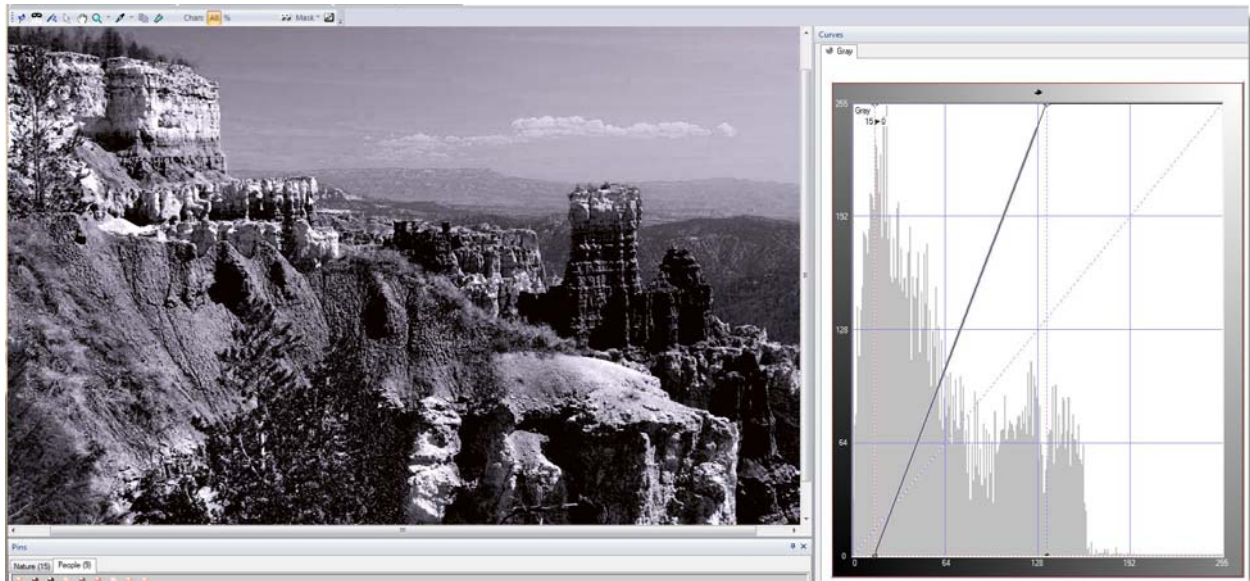 Chan: All %
Mask
Curves
Gray
255
Gray
15 ▸ 0
192
128
64
0
0 64 128 192 255
Pins
Nature (15) People (9)